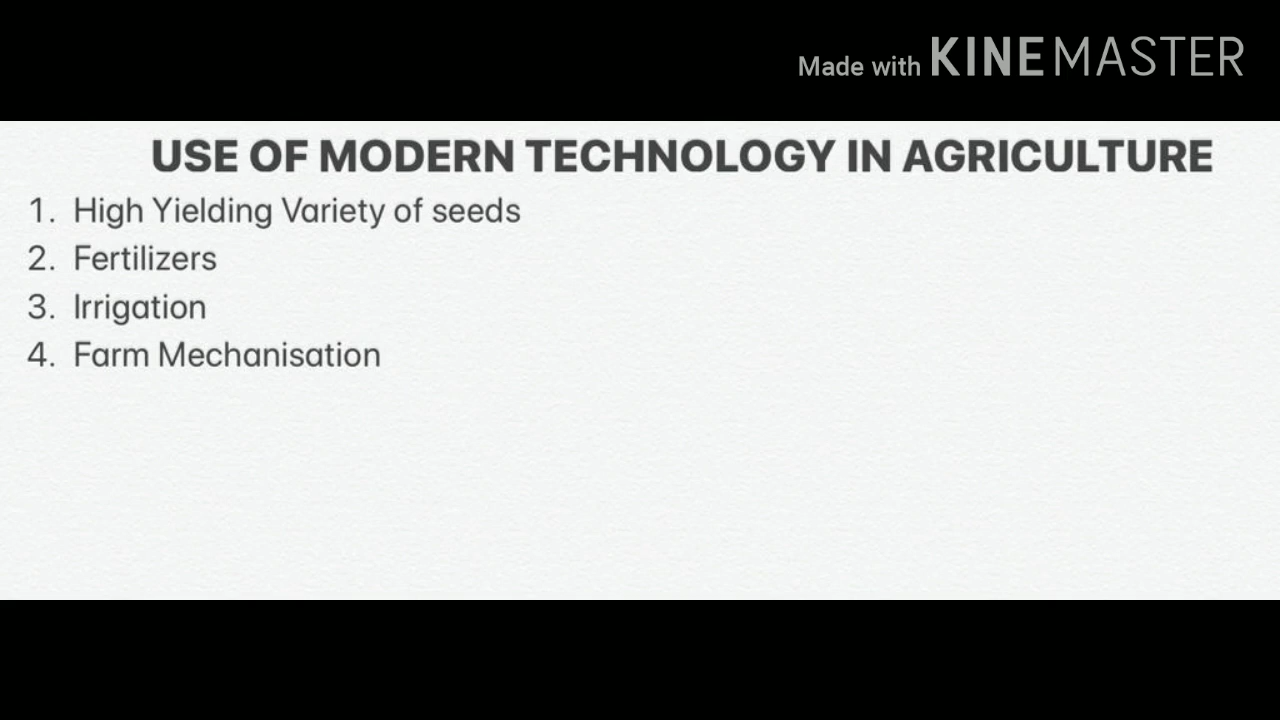 Made with KINEMASTER
USE OF MODERN TECHNOLOGY IN AGRICULTURE
1. High Yielding Variety of seeds
2. Fertilizers
3. Irrigation
4. Farm Mechanisation